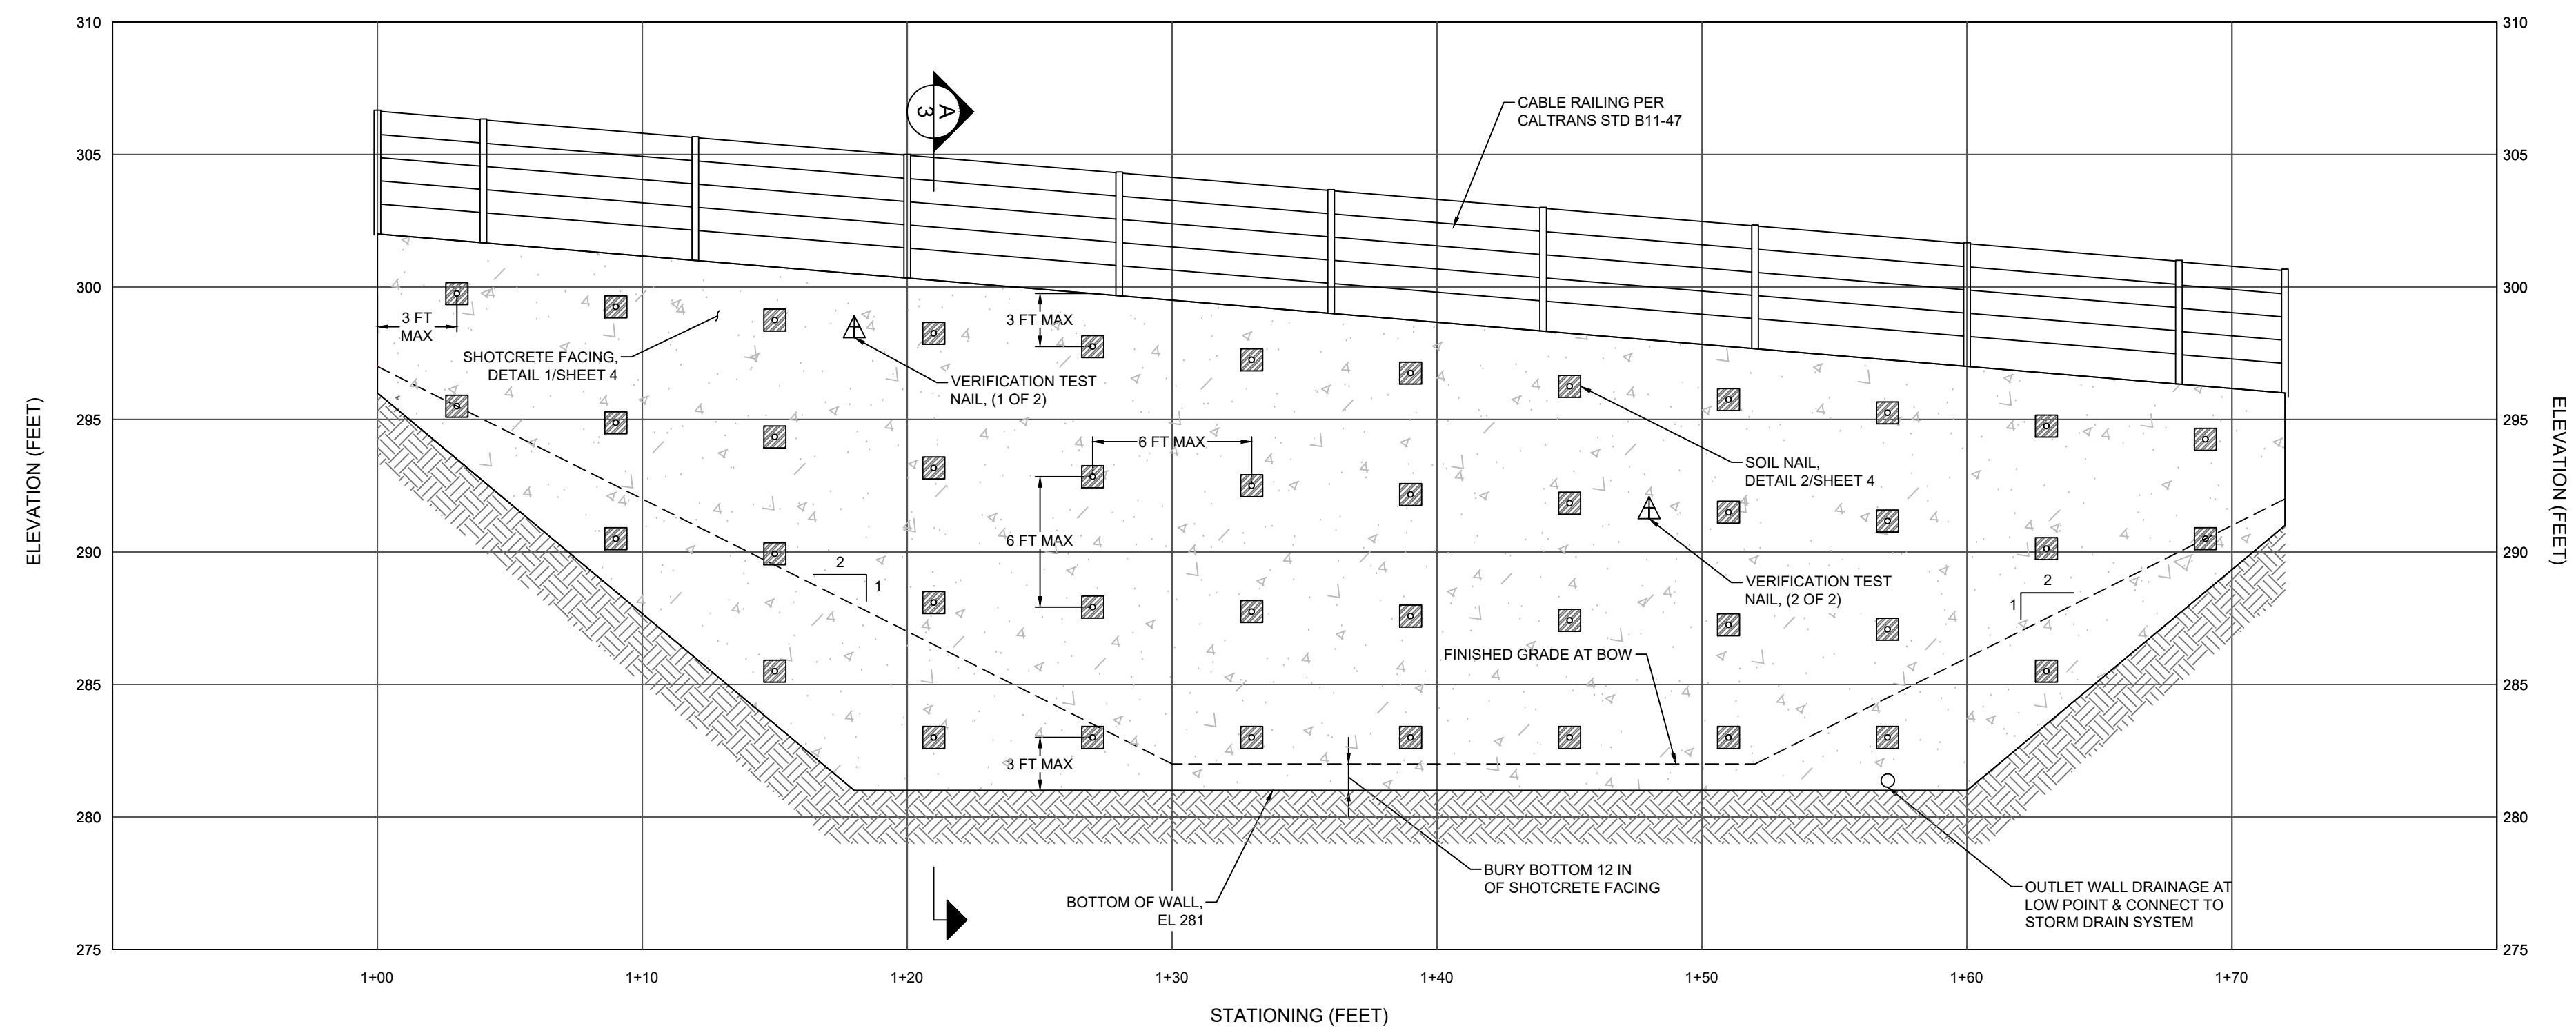 310
310
A
3
CABLE RAILING PER
CALTRANS STD B11-47
305
305
300
300
3 FT
MAX
3 FT MAX
SHOTCRETE FACING,
DETAIL 1/SHEET 4
VERIFICATION TEST
NAIL, (1 OF 2)
295
295
6 FT MAX
SOIL NAIL,
DETAIL 2/SHEET 4
ELEVATION (FEET)
ELEVATION (FEET)
6 FT MAX
290
290
2
1
VERIFICATION TEST
NAIL, (2 OF 2)
2
1
FINISHED GRADE AT BOW
285
285
3 FT MAX
280
280
BURY BOTTOM 12 IN
OF SHOTCRETE FACING
BOTTOM OF WALL,
EL 281
OUTLET WALL DRAINAGE AT
LOW POINT & CONNECT TO
STORM DRAIN SYSTEM
275
275
1+00
1+10
1+20
1+30
1+40
1+50
1+60
1+70
STATIONING (FEET)